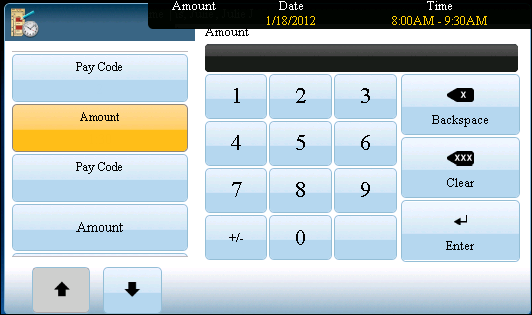 Amount Date Time
1/18/2012 8:00AM - 9:30AM
Amount
Pay Code
Amount
Pay Code
Amount
1 2 3
4 5 6
7 8 9
+/- 0
X
Backspace
XXX
Clear
Enter